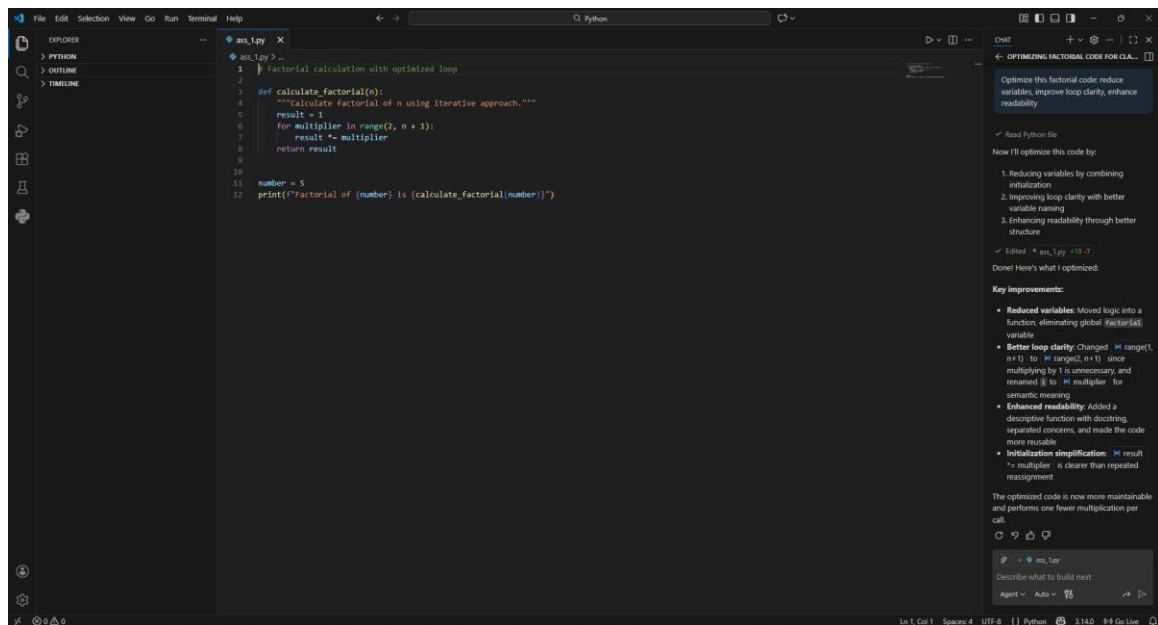 File Edit Selection View Go Run Terminal Help
Python
EXPLORER
PYTHON
OUTLINE
TIMELINE
ass_1.py
ass_1.py > ...
1 # Factorial calculation with optimized loop
2
3 def calculate_factorial(n):
4 """Calculate factorial of n using iterative approach."""
5 result = 1
6 for multiplier in range(2, n + 1):
7 result *= multiplier
8 return result
9
10
11 number = 5
12 print(f"Factorial of {number} is {calculate_factorial(number)}")
CHAT
OPTIMIZING FACTORIAL CODE FOR CLA...
Optimize this factorial code: reduce
variables, improve loop clarity, enhance
readability
Read Python file
Now I'll optimize this code by:
1. Reducing variables by combining
initialization
2. Improving loop clarity with better
variable naming
3. Enhancing readability through better
structure
Edited ass_1.py +10 -7
Done! Here's what I optimized:
Key improvements:
• Reduced variables: Moved logic into a
function, eliminating global factorial
variable
• Better loop clarity: Changed range(1,
n+1) to range(2, n+1) since
multiplying by 1 is unnecessary, and
renamed i to multiplier for
semantic meaning
• Enhanced readability: Added a
descriptive function with docstring,
separated concerns, and made the code
more reusable
• Initialization simplification: result
*= multiplier is clearer than repeated
reassignment
The optimized code is now more maintainable
and performs one fewer multiplication per
call.
ass_1.py
Describe what to build next
Agent Auto
0 0
Ln 1, Col 1 Spaces: 4 UTF-8 {} Python 3.14.0 Go Live